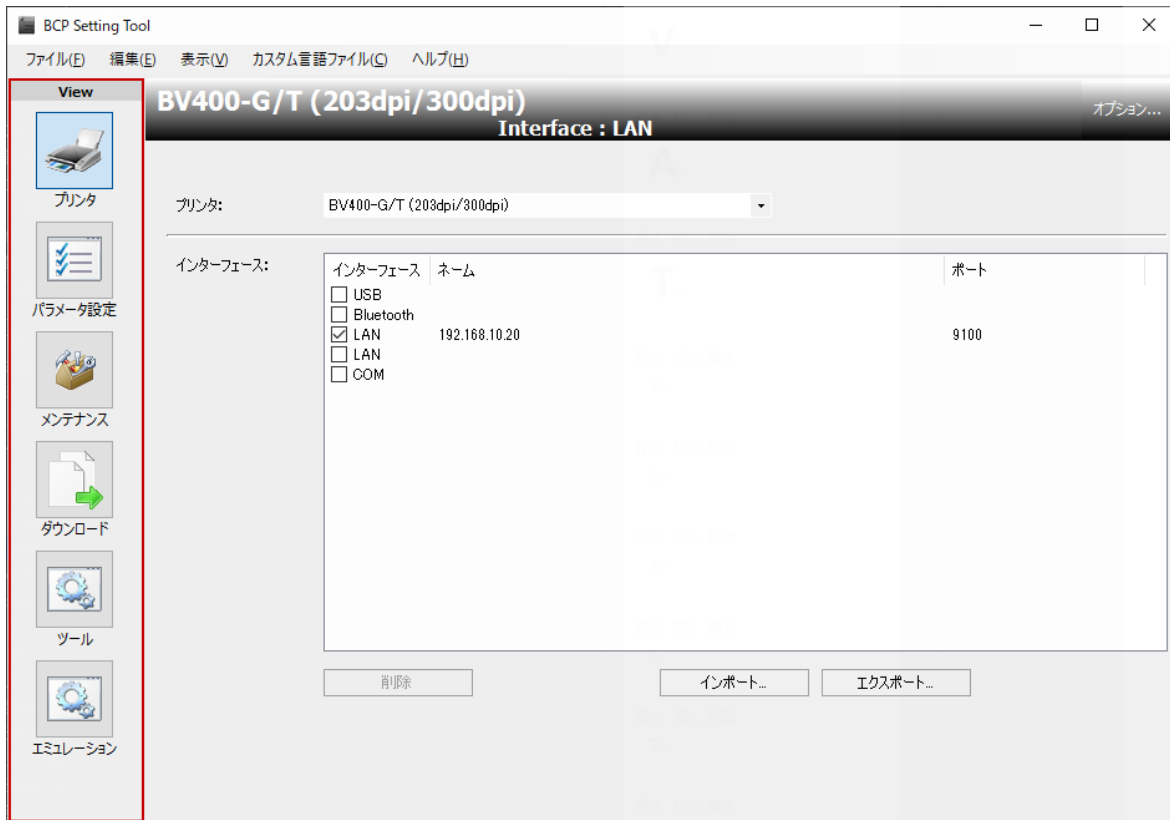 BCP Setting Tool
ファイル(F) 編集(E) 表示(V) カスタム言語ファイル(C) ヘルプ(H)
View
BV400-G/T (203dpi/300dpi)
Interface : LAN
オプション...
プリンタ
プリンタ: BV400-G/T (203dpi/300dpi)
パラメータ設定
インターフェース:
インターフェース ネーム ポート
USB
Bluetooth
LAN 192.168.10.20 9100
LAN
COM
メンテナンス
ダウンロード
ツール
エミュレーション
削除 インポート... エクスポート...